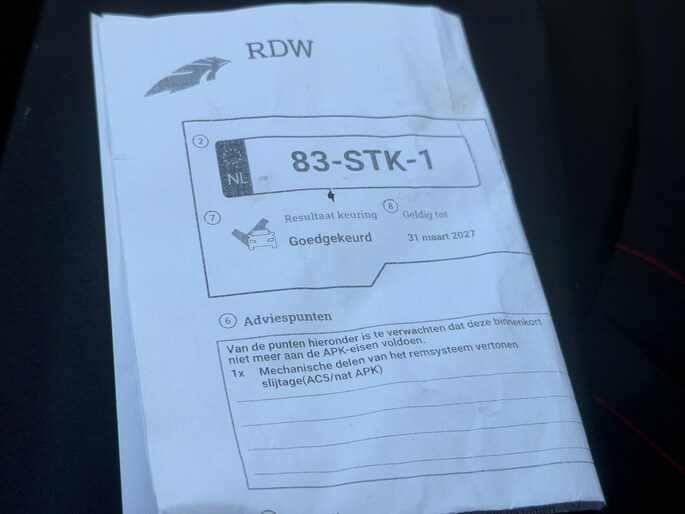 RDW
2
NL
83-STK-1
7
Resultaat keuring
8
Geldig tot
Goedgekeurd
31 maart 2027
6 Adviespunten
Van de punten hieronder is te verwachten dat deze binnenkort
niet meer aan de APK-eisen voldoen.
1x Mechanische delen van het remsysteem vertonen
slijtage(AC5/nat APK)